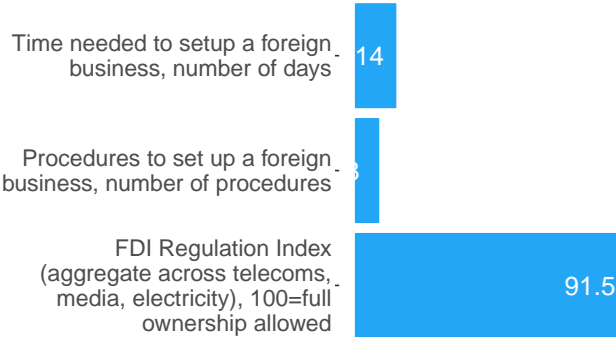 Time needed to setup a foreign
business, number of days
14
Procedures to set up a foreign
business, number of procedures
FDI Regulation Index
(aggregate across telecoms,
media, electricity), 100=full
ownership allowed
91.5